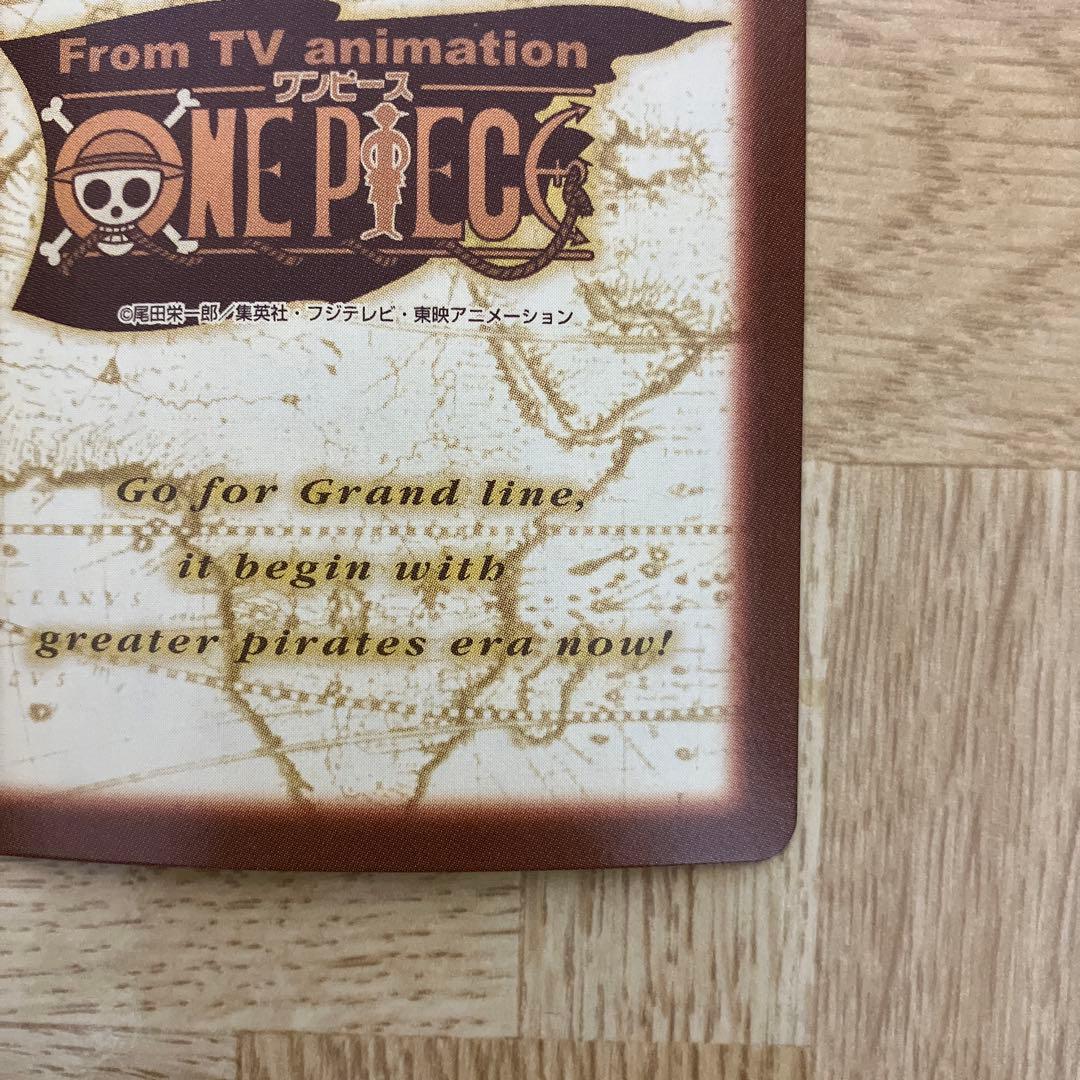 From TV animation
ワンピース
ONE PIECE
©尾田栄一郎／集英社・フジテレビ・東映アニメーション
Go for Grand line,
it begin with
greater pirates era now!